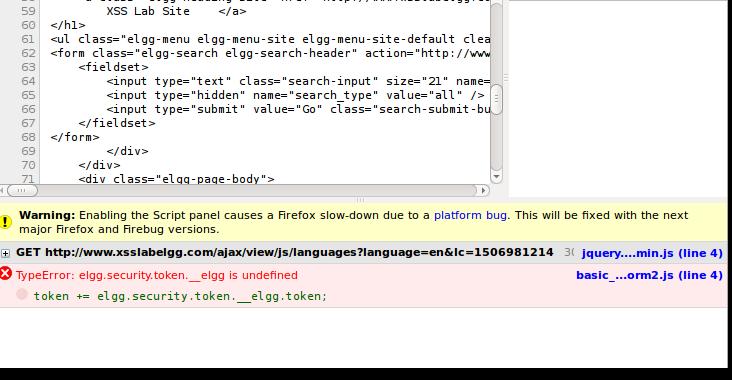 59 XSS Lab Site </a>
60 </h1>
61 <ul class="elgg-menu elgg-menu-site elgg-menu-site-default clea
62 <form class="elgg-search elgg-search-header" action="http://www
63 <fieldset>
64 <input type="text" class="search-input" size="21" name=
65 <input type="hidden" name="search_type" value="all" />
66 <input type="submit" value="Go" class="search-submit-bu
67 </fieldset>
68 </form>
69 </div>
70 </div>
71 <div class="elgg-page-body">
Warning: Enabling the Script panel causes a Firefox slow-down due to a platform bug. This will be fixed with the next
major Firefox and Firebug versions.
GET http://www.xsslabelgg.com/ajax/view/js/languages?language=en&lc=1506981214 jquery....min.js (line 4)
TypeError: elgg.security.token.__elgg is undefined basic_...orm2.js (line 4)
token += elgg.security.token.__elgg.token;